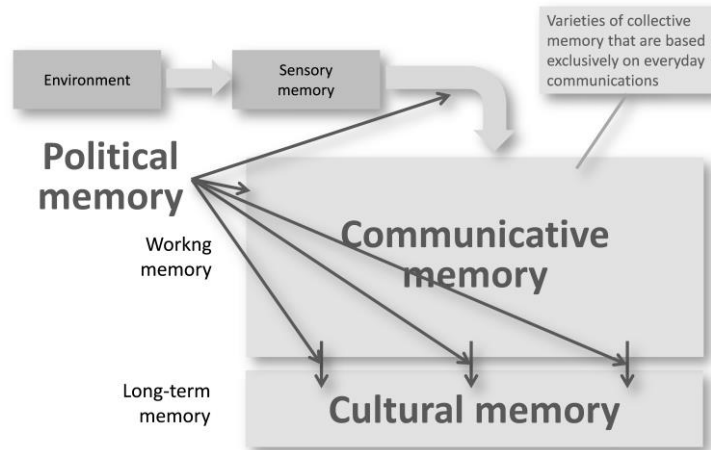 Varieties of collective
memory that are based
exclusively on everyday
communications
Environment
Sensory
memory
Political
memory
Communicative
memory
Workng
memory
Long-term
memory
Cultural memory